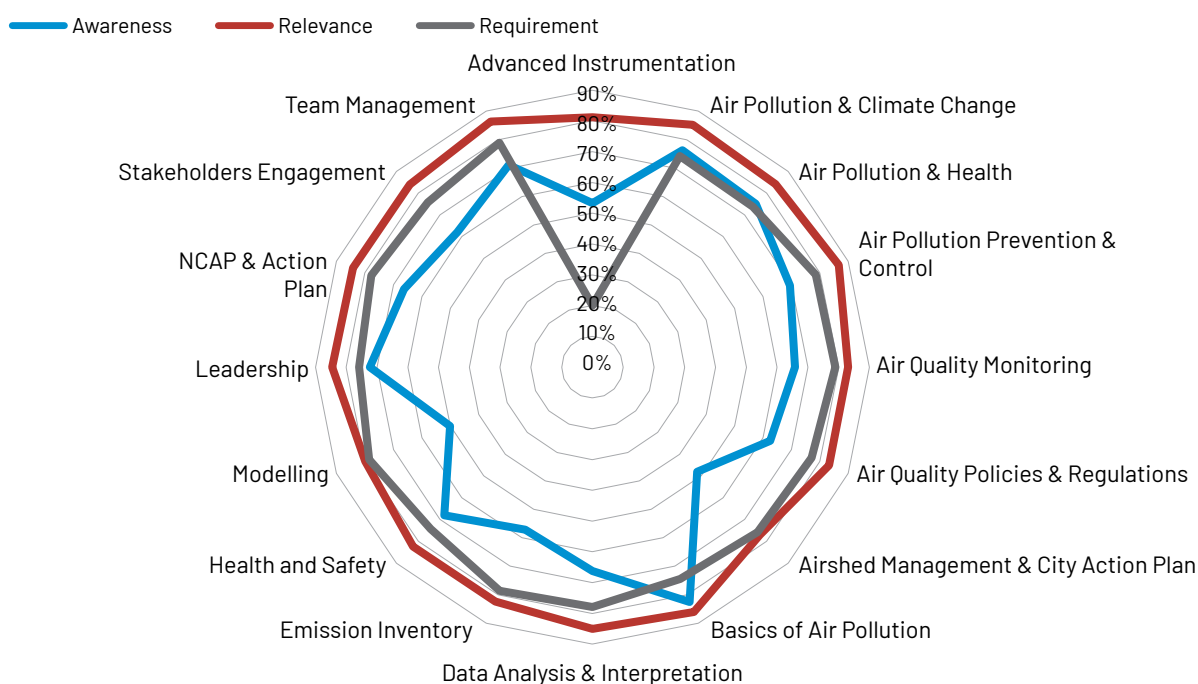 Awareness
Relevance
Requirement
Advanced Instrumentation
Team Management
90%
Air Pollution & Climate Change
80%
Stakeholders Engagement
70%
Air Pollution & Health
60%
50%
NCAP & Action
Plan
40%
Air Pollution Prevention &
Control
30%
20%
10%
Leadership
0%
Air Quality Monitoring
Modelling
Air Quality Policies & Regulations
Health and Safety
Airshed Management & City Action Plan
Emission Inventory
Basics of Air Pollution
Data Analysis & Interpretation